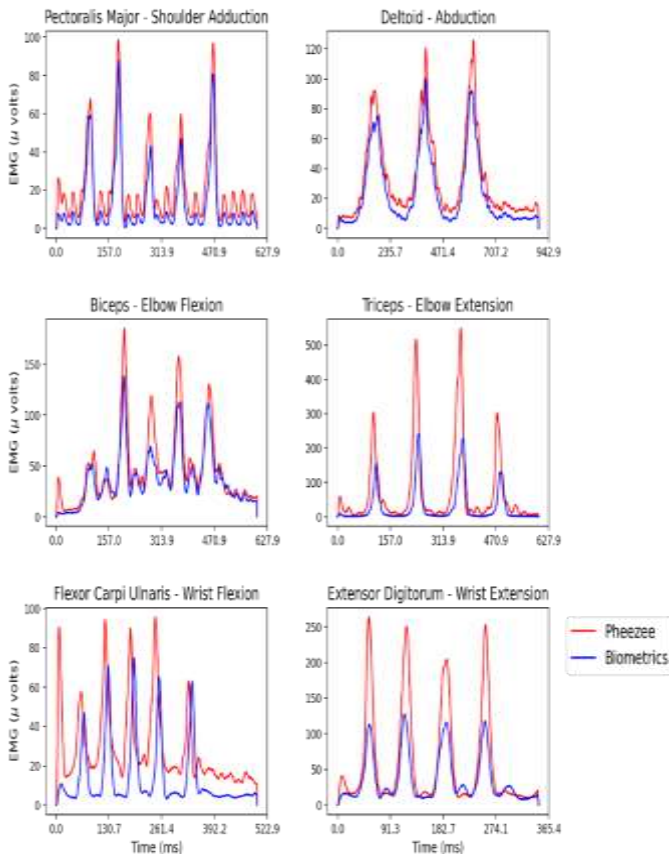 Pectoralis Major - Shoulder Adduction
Deltoid - Abduction
EMG (μ volts)
100
80
60
40
20
0
0.0 157.0 313.9 470.9 627.9
120
100
80
60
40
20
0
0.0 235.7 471.4 707.2 942.9
Biceps - Elbow Flexion
Triceps - Elbow Extension
EMG (μ volts)
150
100
50
0
0.0 157.0 313.9 470.9 627.9
500
400
300
200
100
0
0.0 157.0 313.9 470.9 627.9
Flexor Carpi Ulnaris - Wrist Flexion
Extensor Digitorum - Wrist Extension
EMG (μ volts)
100
80
60
40
20
0
0.0 130.7 261.4 392.2 522.9
Time (ms)
250
200
150
100
50
0
0.0 91.3 182.7 274.1 365.4
Time (ms)
Pheezee
Biometrics